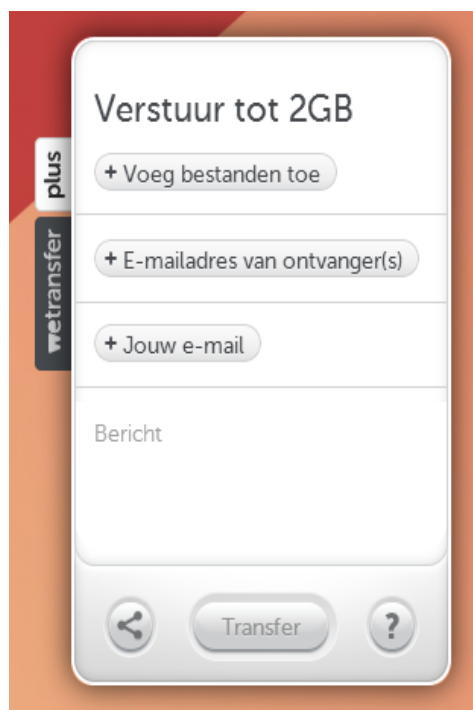 Verstuur tot 2GB
plus
+ Voeg bestanden toe
wetransfer
+ E-mailadres van ontvanger(s)
+ Jouw e-mail
Bericht
Transfer
?